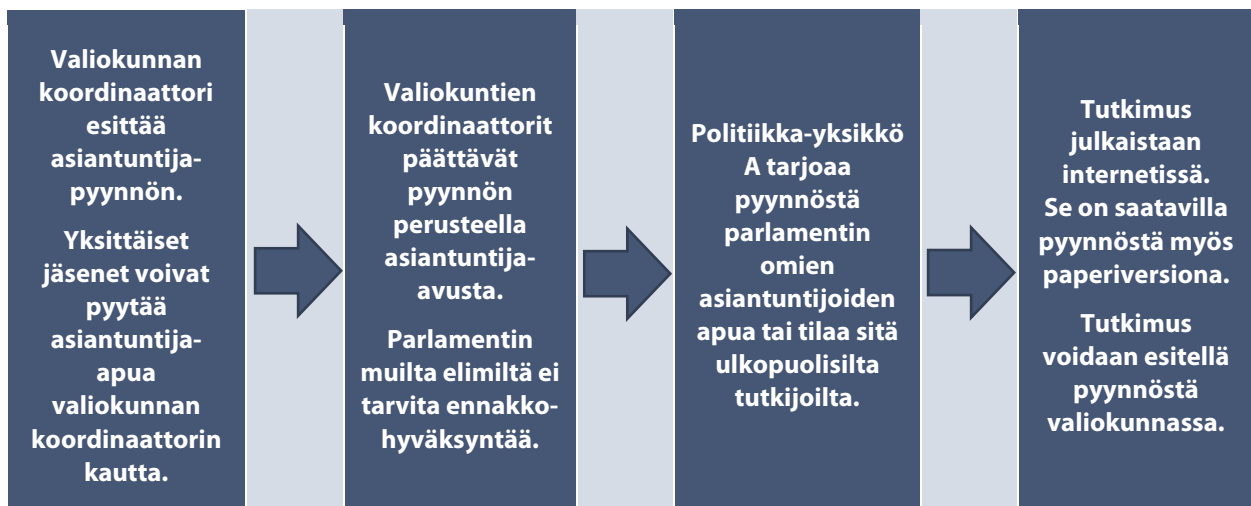 Valiokunnan
koordinaattori
esittää
asiantuntija-
pyynnön.
Yksittäiset
jäsenet voivat
pyytää
asiantuntija-
apua
valiokunnan
koordinaattorin
kautta.
Valiokuntien
koordinaattorit
päättävät
pyynnön
perusteella
asiantuntija-
avusta.
Parlamentin
muilta elimiltä ei
tarvita ennakko-
hyväksyntää.
Politiikka-yksikkö
A tarjoaa
pyynnöstä
parlamentin
omien
asiantuntijoiden
apua tai tilaa sitä
ulkopuolisilta
tutkijoilta.
Tutkimus
julkaistaan
internetissä.
Se on saatavilla
pyynnöstä myös
paperiversiona.
Tutkimus
voidaan esitellä
pyynnöstä
valiokunnassa.